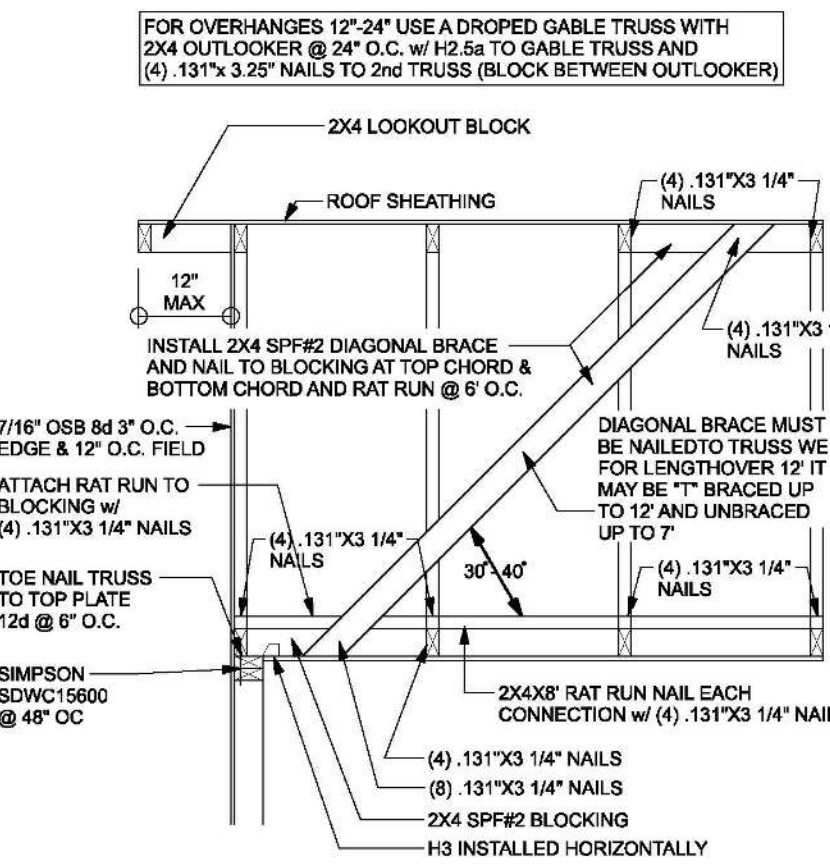 FOR OVERHANGES 12"-24" USE A DROPED GABLE TRUSS WITH
2X4 OUTLOOKER @ 24" O.C. w/ H2.5a TO GABLE TRUSS AND
(4) .131"x 3.25" NAILS TO 2nd TRUSS (BLOCK BETWEEN OUTLOOKER)
2X4 LOOKOUT BLOCK
ROOF SHEATHING
(4) .131"X3 1/4"
NAILS
12"
MAX
(4) .131"X3
NAILS
INSTALL 2X4 SPF#2 DIAGONAL BRACE
AND NAIL TO BLOCKING AT TOP CHORD &
BOTTOM CHORD AND RAT RUN @ 6' O.C.
7/16" OSB 8d 3" O.C.
EDGE & 12" O.C. FIELD
DIAGONAL BRACE MUST
BE NAILEDTO TRUSS WE
FOR LENGTHOVER 12' IT
MAY BE "T" BRACED UP
TO 12' AND UNBRACED
UP TO 7'
ATTACH RAT RUN TO
BLOCKING w/
(4) .131"X3 1/4" NAILS
(4) .131"X3 1/4"
NAILS
30°- 40°
(4) .131"X3 1/4"
NAILS
TOE NAIL TRUSS
TO TOP PLATE
12d @ 6" O.C.
SIMPSON
SDWC15600
@ 48" OC
2X4X8' RAT RUN NAIL EACH
CONNECTION w/ (4) .131"X3 1/4" NAIL
(4) .131"X3 1/4" NAILS
(8) .131"X3 1/4" NAILS
2X4 SPF#2 BLOCKING
H3 INSTALLED HORIZONTALLY